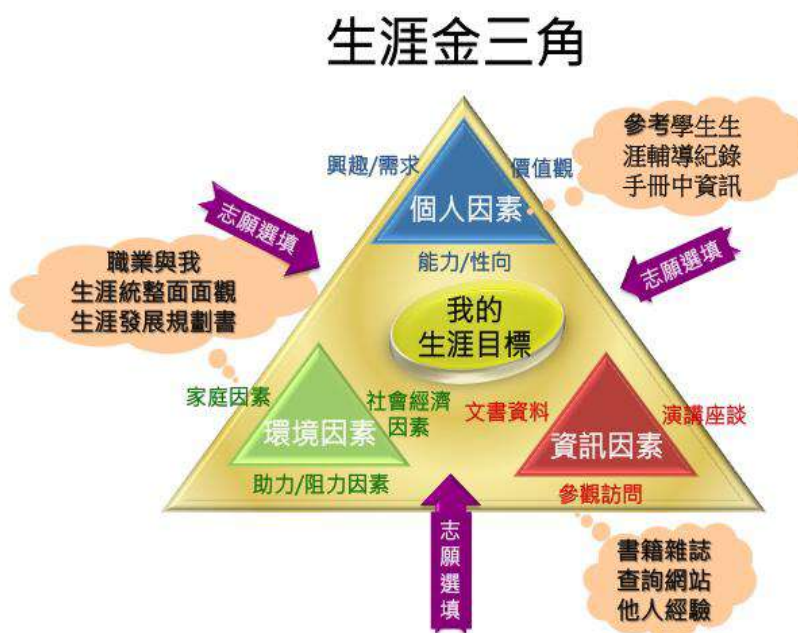 生涯金三角
參考學生生
涯輔導紀錄
手冊中資訊
興趣/需求
價值觀
個人因素
能力/性向
志願選填
志願選填
職業與我
生涯統整面面觀
生涯發展規劃書
我的
生涯目標
家庭因素
社會經濟
因素
環境因素
助力/阻力因素
文書資料
演講座談
資訊因素
參觀訪問
志願選填
書籍雜誌
查詢網站
他人經驗